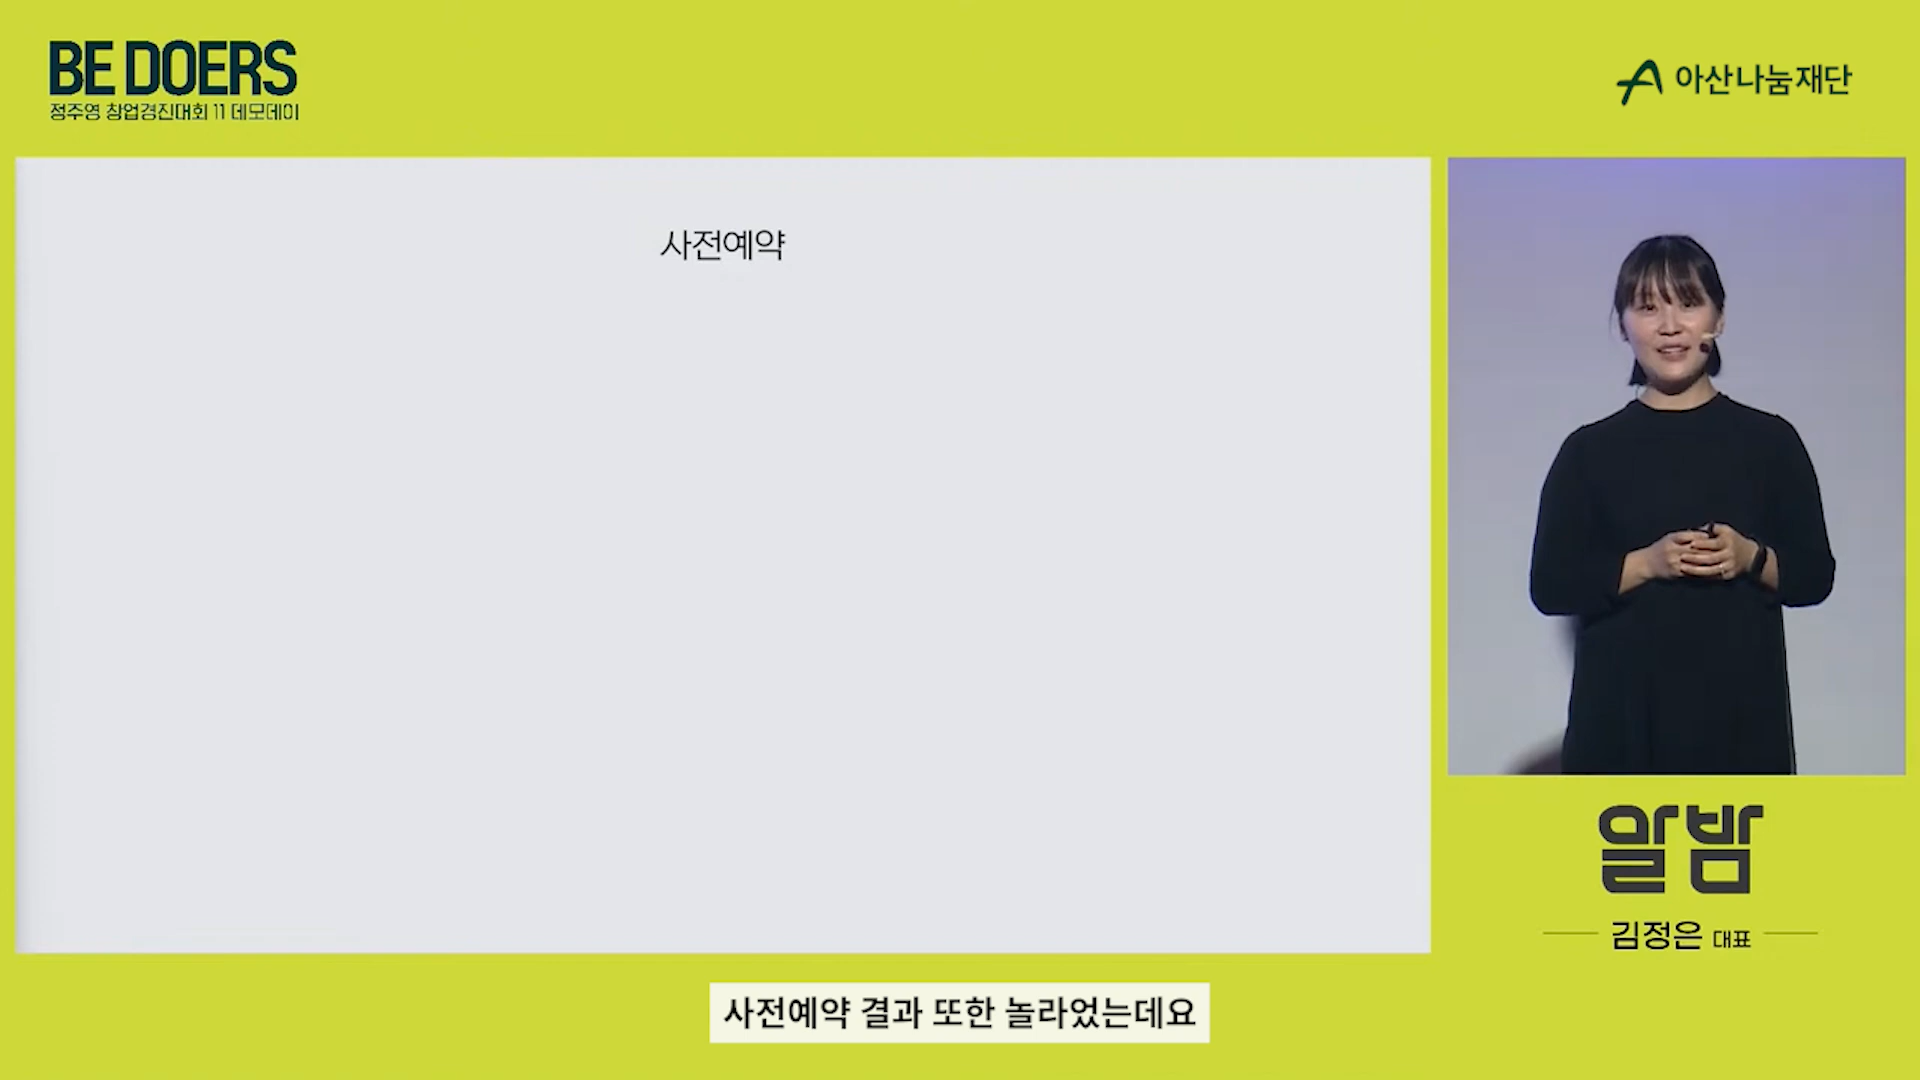 BE DOERS
정주영 창업경진대회 11 데모데이
아산나눔재단
사전예약
알밤
김정은 대표
사전예약 결과 또한 놀라었는데요